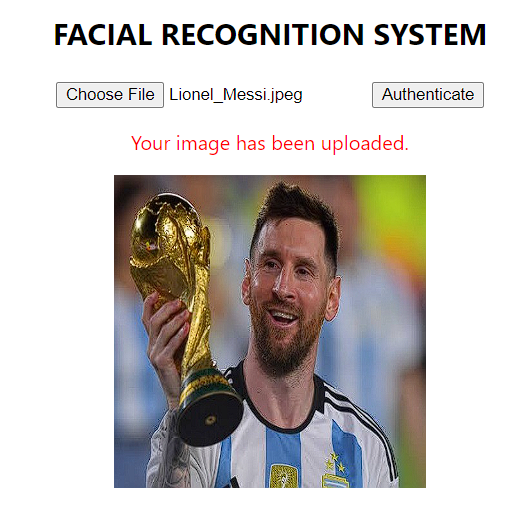 FACIAL RECOGNITION SYSTEM
Choose File Lionel_Messi.jpeg Authenticate
Your image has been uploaded.